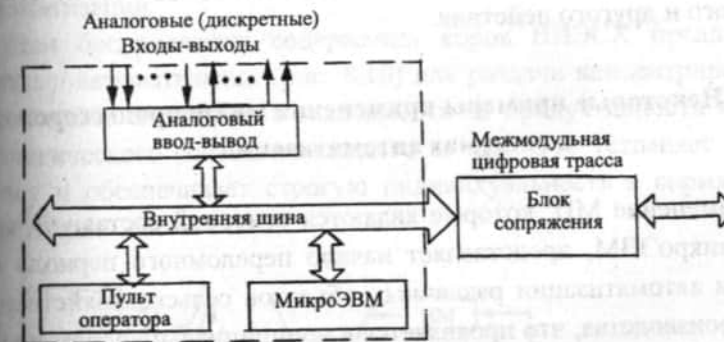 Аналоговые (дискретные)
Входы-выходы
Аналоговый
ввод-вывод
Межмодульная
цифровая трасса
Внутренняя шина
Блок
сопряжения
Пульт
оператора
МикроЭВМ